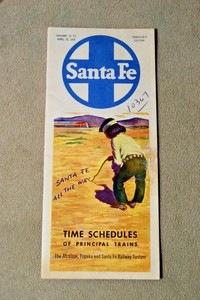 Santa Fe
10367
SANTA FE
ALL THE WAY
TIME SCHEDULES
OF PRINCIPAL TRAINS
The Atchison, Topeka and Santa Fe Railway System